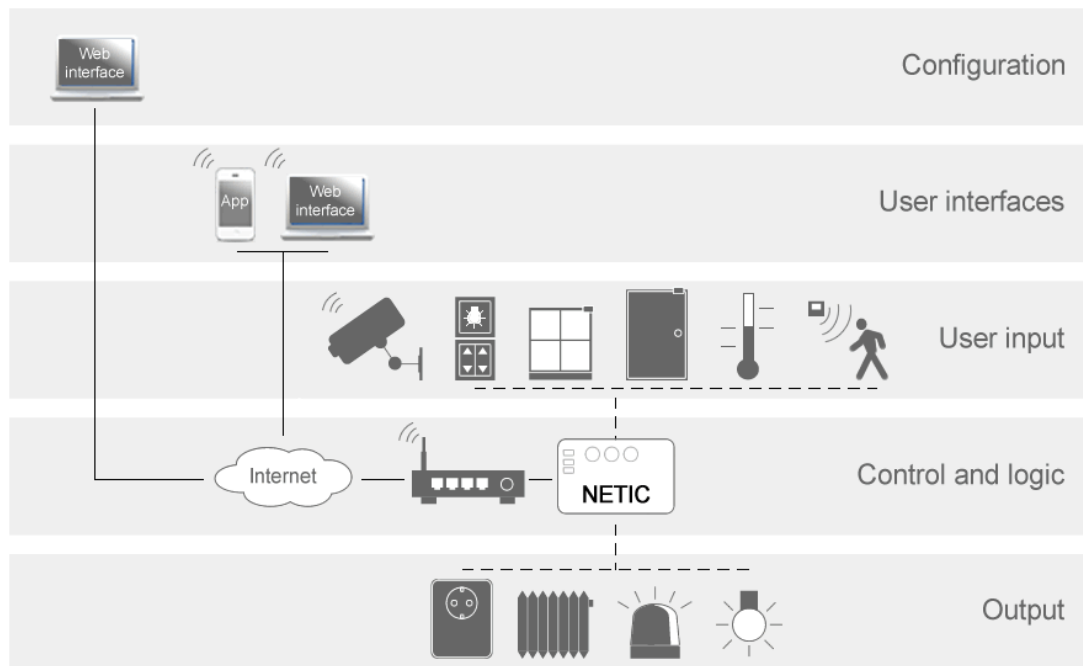 Web
interface
Configuration
App
Web
interface
User interfaces
User input
Internet
NETIC
Control and logic
Output